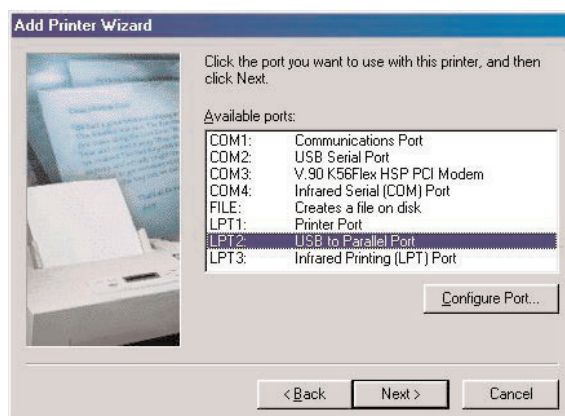 Add Printer Wizard
Click the port you want to use with this printer, and then
click Next.
Available ports:
COM1: Communications Port
COM2: USB Serial Port
COM3: V.90 K56Flex HSP PCI Modem
COM4: Infrared Serial (COM) Port
FILE: Creates a file on disk
LPT1: Printer Port
LPT2: USB to Parallel Port
LPT3: Infrared Printing (LPT) Port
Configure Port...
< Back Next > Cancel